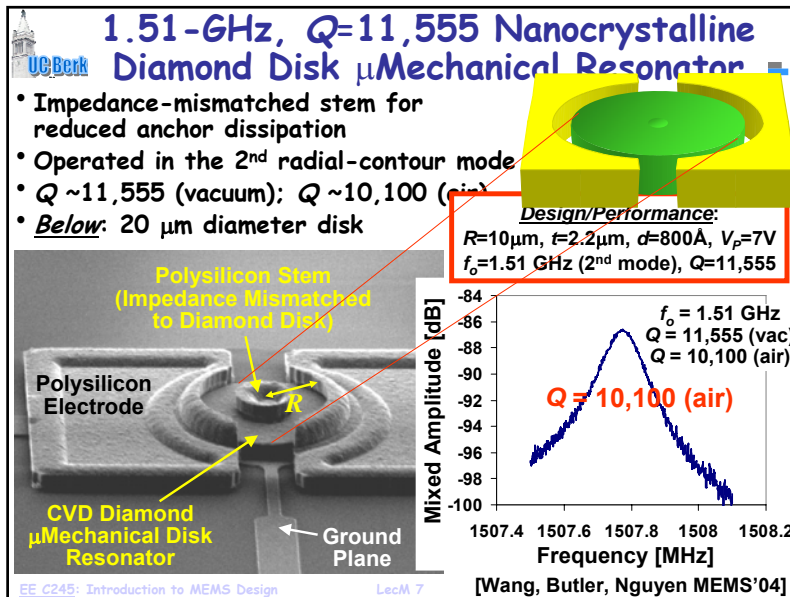 1.51-GHz, Q=11,555 Nanocrystalline
Diamond Disk μMechanical Resonator
UC Berk
• Impedance-mismatched stem for
reduced anchor dissipation
• Operated in the 2nd radial-contour mode
• Q ~11,555 (vacuum); Q ~10,100 (air)
• Below: 20 μm diameter disk
Design/Performance:
R=10μm, t=2.2μm, d=800Å, VP=7V
fo=1.51 GHz (2nd mode), Q=11,555
Polysilicon Stem
(Impedance Mismatched
to Diamond Disk)
Polysilicon
Electrode
R
CVD Diamond
μMechanical Disk
Resonator
Ground
Plane
Mixed Amplitude [dB]
-84
-86
-88
-90
-92
-94
-96
-98
-100
fo = 1.51 GHz
Q = 11,555 (vac)
Q = 10,100 (air)
Q = 10,100 (air)
1507.4 1507.6 1507.8 1508 1508.2
Frequency [MHz]
[Wang, Butler, Nguyen MEMS'04]
EE C245: Introduction to MEMS Design LecM 7